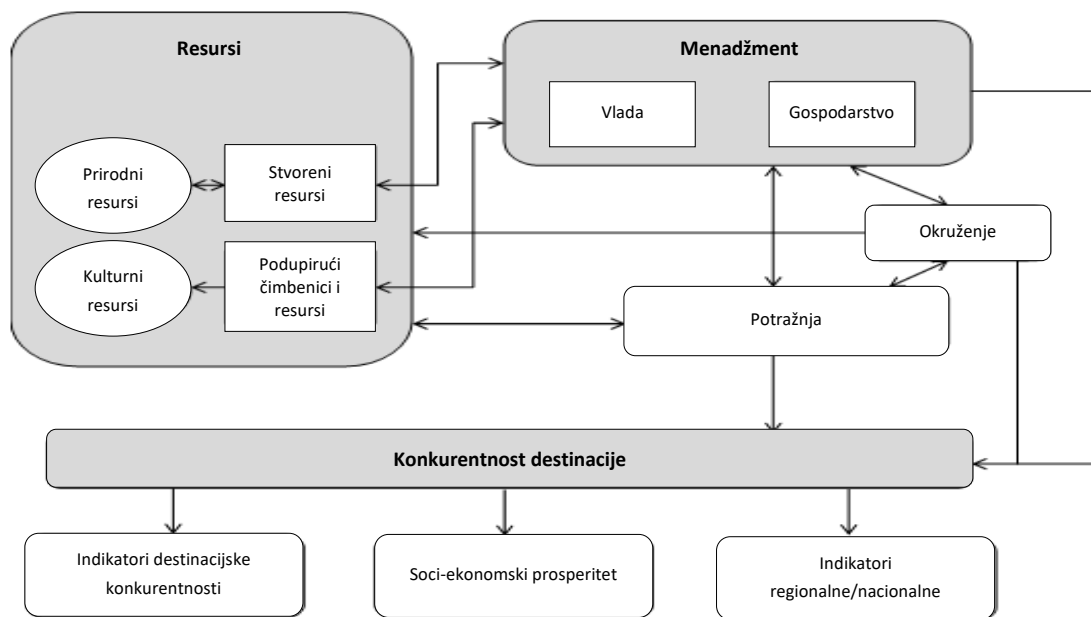 Resursi
Menadžment
Vlada
Gospodarstvo
Prirodni
resursi
Stvoreni
resursi
Okruženje
Kulturni
resursi
Podupirući
čimbenici i
resursi
Potražnja
Konkurentnost destinacije
Indikatori destinacijske
konkurentnosti
Soci-ekonomski prosperitet
Indikatori
regionalne/nacionalne